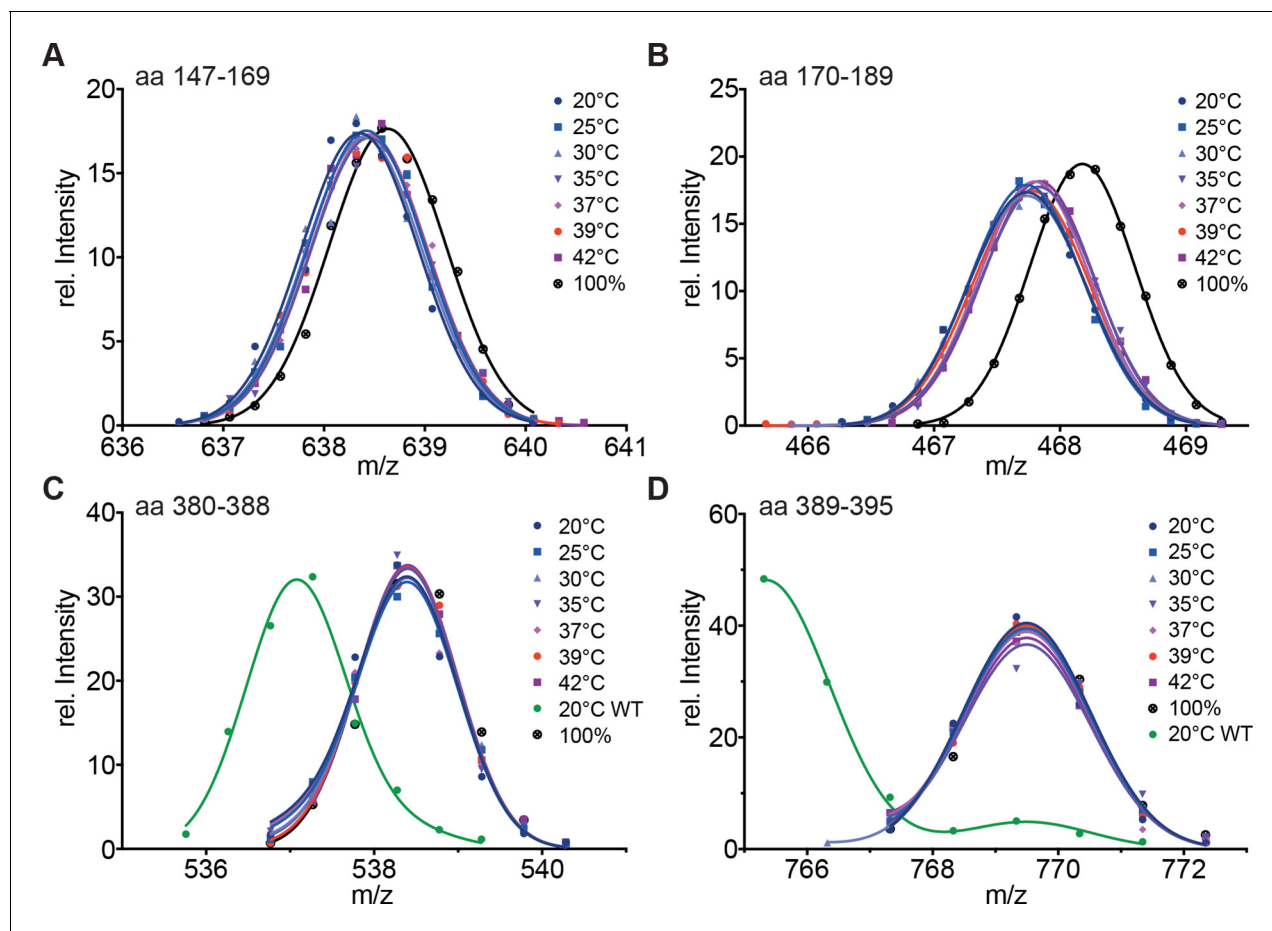 A
aa 147-169
20
15
10
5
0
rel. Intensity
636
637
638
639
640
641
m/z
20°C
25°C
30°C
35°C
37°C
39°C
42°C
100%
B
aa 170-189
25
20
15
10
5
0
rel. Intensity
466
467
468
469
m/z
20°C
25°C
30°C
35°C
37°C
39°C
42°C
100%
C
aa 380-388
40
30
20
10
0
rel. Intensity
536
538
540
m/z
20°C
25°C
30°C
35°C
37°C
39°C
42°C
20°C WT
100%
D
aa 389-395
60
40
20
0
rel. Intensity
766
768
770
772
m/z
20°C
25°C
30°C
35°C
37°C
39°C
42°C
100%
20°C WT